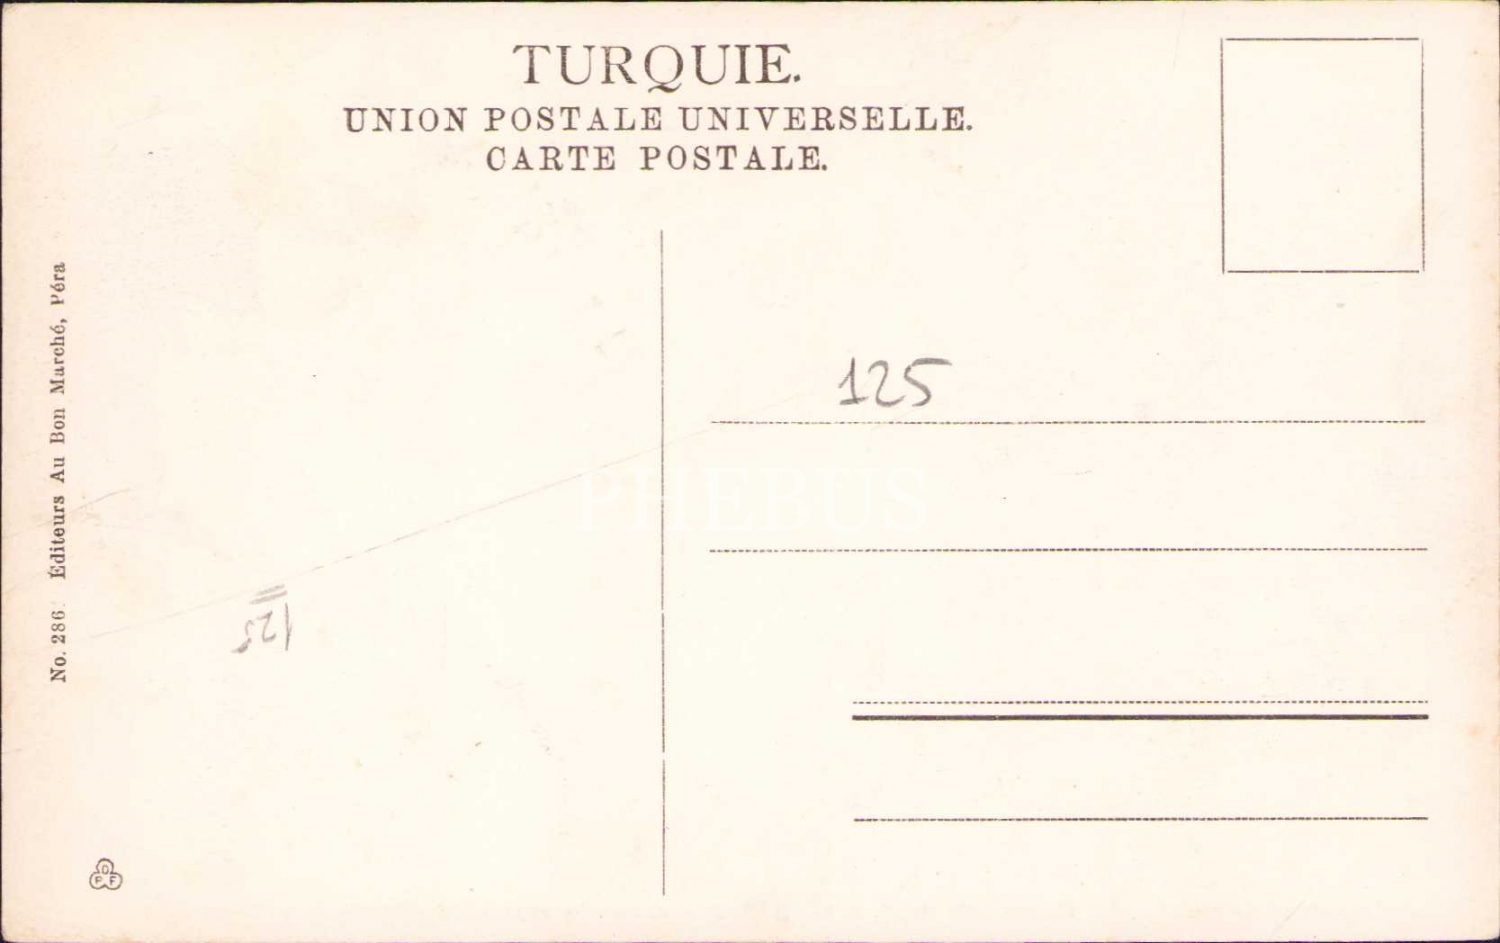 TURQUIE.
UNION POSTALE UNIVERSELLE.
CARTE POSTALE.
No. 286. Éditeurs Au Bon Marché, Péra
125
125
PHEBUS
D
P F